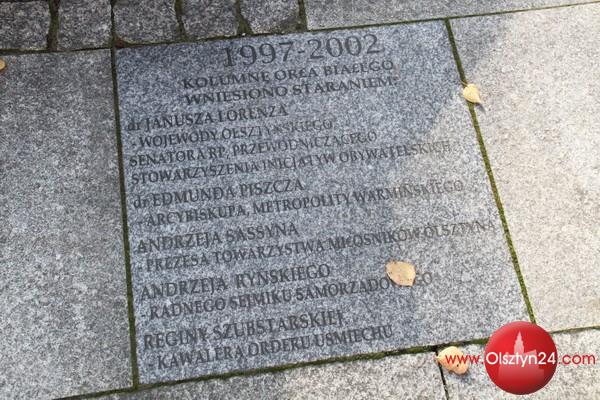 1997-2002
KOLUMNĘ ORŁA BIAŁEGO
WNIESIONO STARANIEM:
dr JANUSZA LORENZA
- WOJEWODY OLSZTYŃSKIEGO,
SENATORA RP, PRZEWODNICZĄCEGO
STOWARZYSZENIA INICJATYW OBYWATELSKICH
dr EDMUNDA PISZCZA
- ARCYBISKUPA, METROPOLITY WARMIŃSKIEGO
ANDRZEJA SASSYNA
- PREZESA TOWARZYSTWA MIŁOŚNIKÓW OLSZTYNA
ANDRZEJA RYŃSKIEGO
- RADNEGO SEJMIKU SAMORZĄDOWEGO
REGINY SZUBSTARSKIEJ
- KAWALERA ORDERU UŚMIECHU
www.Olsztyn24.com